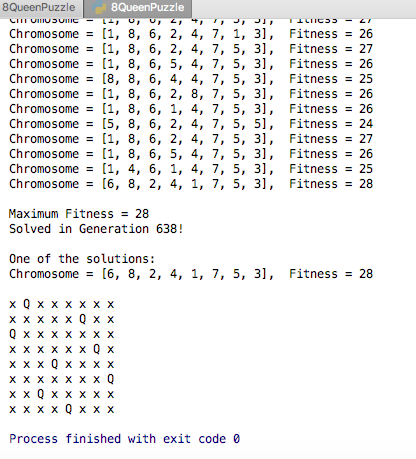 8QueenPuzzle 8QueenPuzzle
Chromosome = [1, 8, 6, 2, 4, 7, 5, 3], Fitness = 27
Chromosome = [1, 8, 6, 2, 4, 7, 1, 3], Fitness = 26
Chromosome = [1, 8, 6, 2, 4, 7, 5, 3], Fitness = 27
Chromosome = [1, 8, 6, 5, 4, 7, 5, 3], Fitness = 26
Chromosome = [8, 8, 6, 4, 4, 7, 5, 3], Fitness = 25
Chromosome = [1, 8, 6, 2, 8, 7, 5, 3], Fitness = 26
Chromosome = [1, 8, 6, 1, 4, 7, 5, 3], Fitness = 26
Chromosome = [5, 8, 6, 2, 4, 7, 5, 5], Fitness = 24
Chromosome = [1, 8, 6, 2, 4, 7, 5, 3], Fitness = 27
Chromosome = [1, 8, 6, 5, 4, 7, 5, 3], Fitness = 26
Chromosome = [1, 4, 6, 1, 4, 7, 5, 3], Fitness = 25
Chromosome = [6, 8, 2, 4, 1, 7, 5, 3], Fitness = 28
Maximum Fitness = 28
Solved in Generation 638!
One of the solutions:
Chromosome = [6, 8, 2, 4, 1, 7, 5, 3], Fitness = 28
x Q x x x x x x
x x x x x Q x x
Q x x x x x x x
x x x x x x Q x
x x x Q x x x x
x x x x x x x Q
x x Q x x x x x
x x x x Q x x x
Process finished with exit code 0